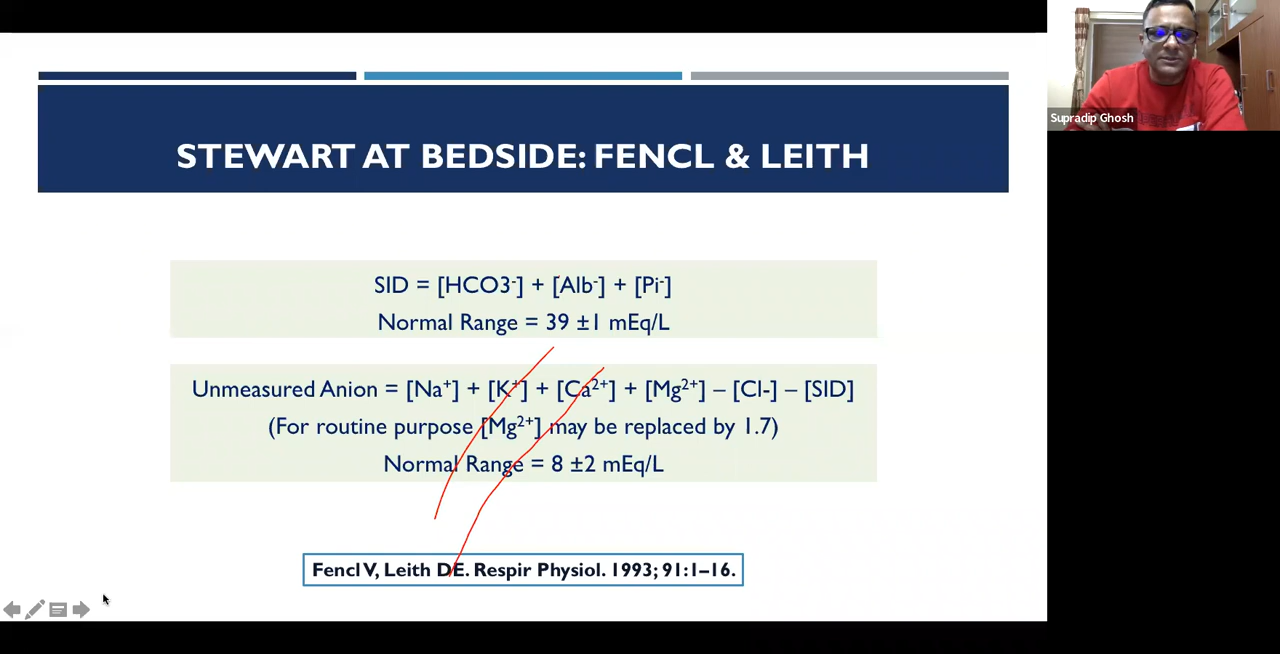 STEWART AT BEDSIDE: FENCL & LEITH
SID = [HCO3⁻] + [Alb⁻] + [Pi⁻]
Normal Range = 39 ±1 mEq/L
Unmeasured Anion = [Na⁺] + [K⁺] + [Ca²⁺] + [Mg²⁺] – [Cl-] – [SID]
(For routine purpose [Mg²⁺] may be replaced by 1.7)
Normal Range = 8 ±2 mEq/L
Fencl V, Leith DE. Respir Physiol. 1993; 91:1–16.
Supradip Ghosh